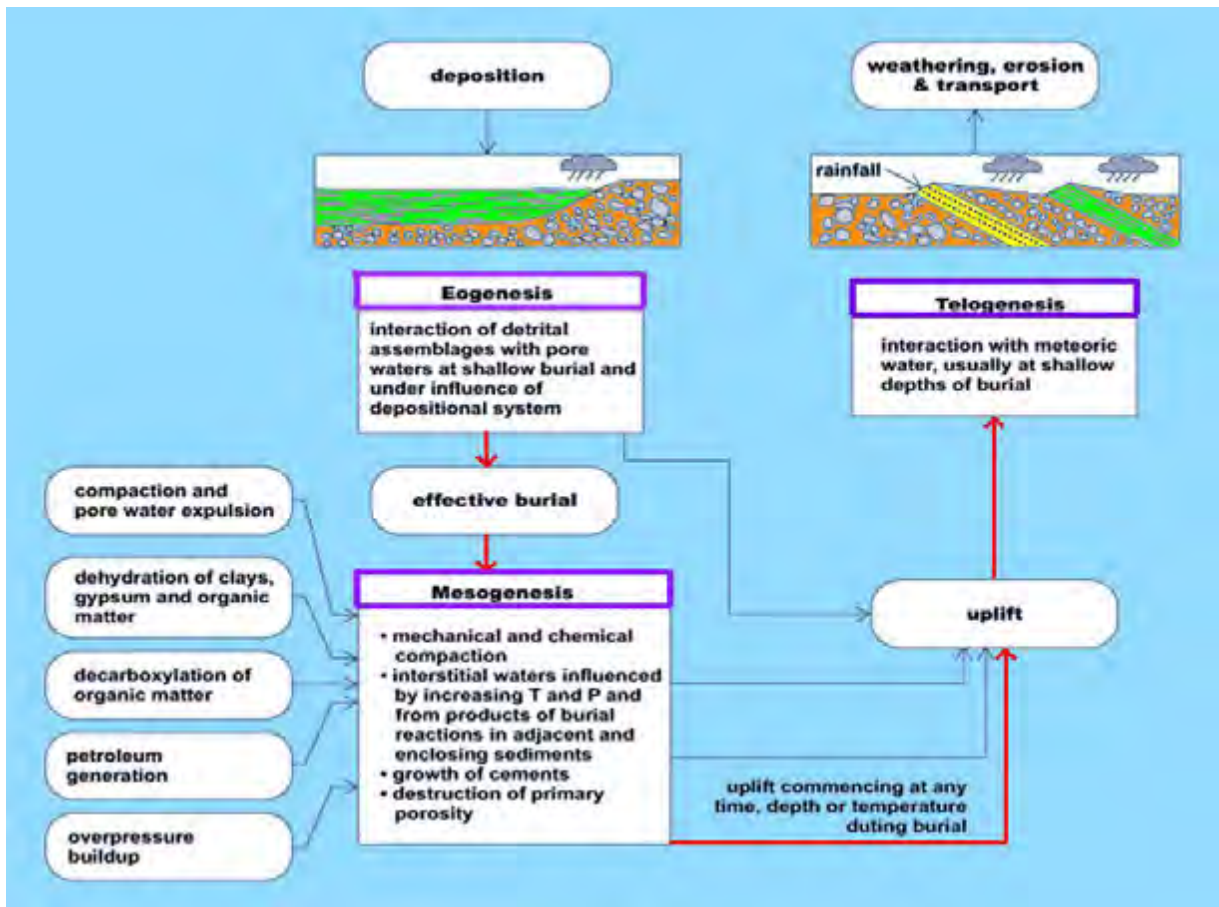 deposition
weathering, erosion
& transport
rainfall
Eogenesis
interaction of detrital
assemblages with pore
waters at shallow burial and
under influence of
depositional system
Telogenesis
interaction with meteoric
water, usually at shallow
depths of burial
effective burial
compaction and
pore water expulsion
dehydration of clays,
gypsum and organic
matter
decarboxylation of
organic matter
petroleum
generation
overpressure
buildup
Mesogenesis
• mechanical and chemical
compaction
• interstitial waters influenced
by increasing T and P and
from products of burial
reactions in adjacent and
enclosing sediments
• growth of cements
• destruction of primary
porosity
uplift
uplift commencing at any
time, depth or temperature
duting burial